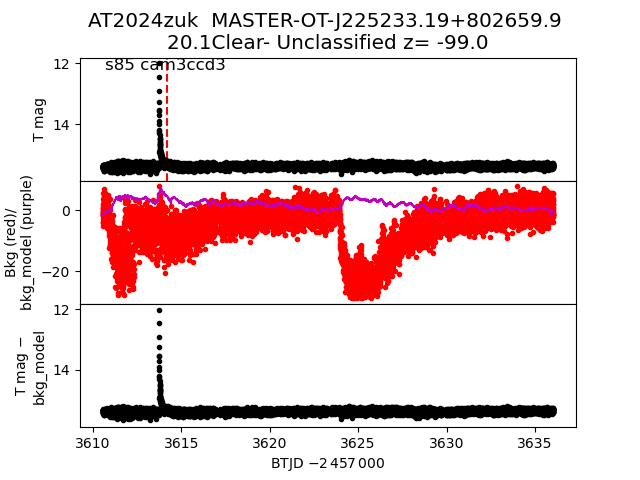 AT2024zuk MASTER-OT-J225233.19+802659.9
20.1Clear- Unclassified z= -99.0
s85 cam3ccd3
12
14
T mag
0
−20
Bkg (red)/
bkg_model (purple)
12
14
T mag −
bkg_model
3610 3615 3620 3625 3630 3635
BTJD −2 457 000